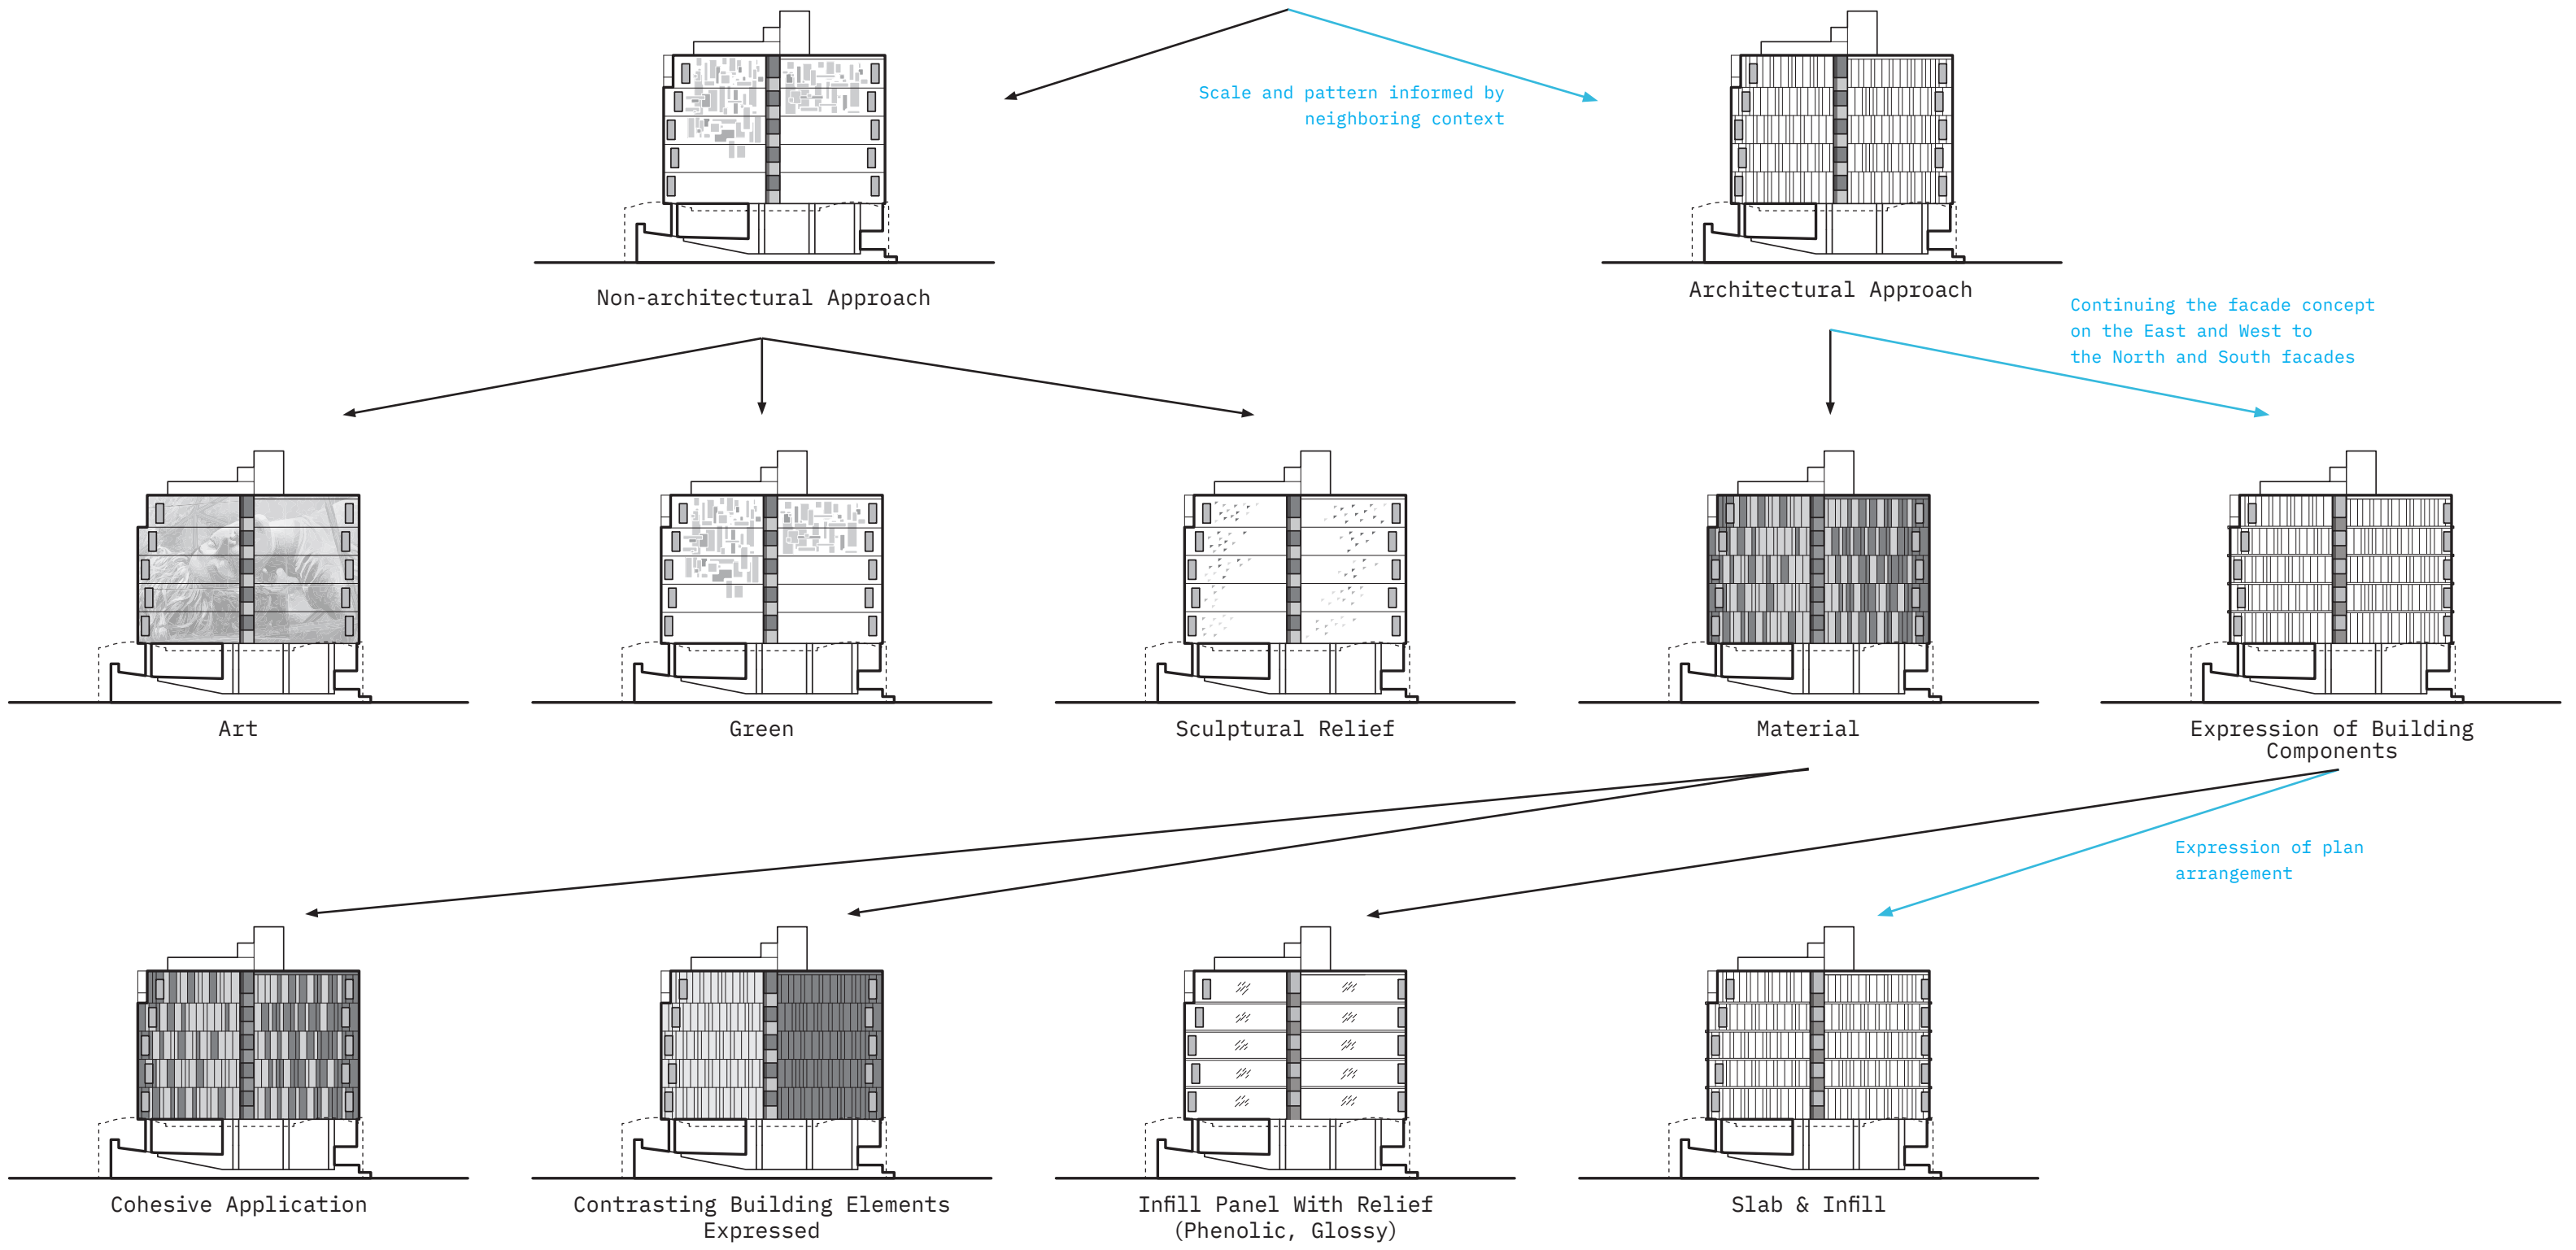 Scale and pattern informed by
neighboring context
Non-architectural Approach
Architectural Approach
Continuing the facade concept
on the East and West to
the North and South facades
Art
Green
Sculptural Relief
Material
Expression of Building
Components
Expression of plan
arrangement
Cohesive Application
Contrasting Building Elements
Expressed
Infill Panel With Relief
(Phenolic, Glossy)
Slab & Infill